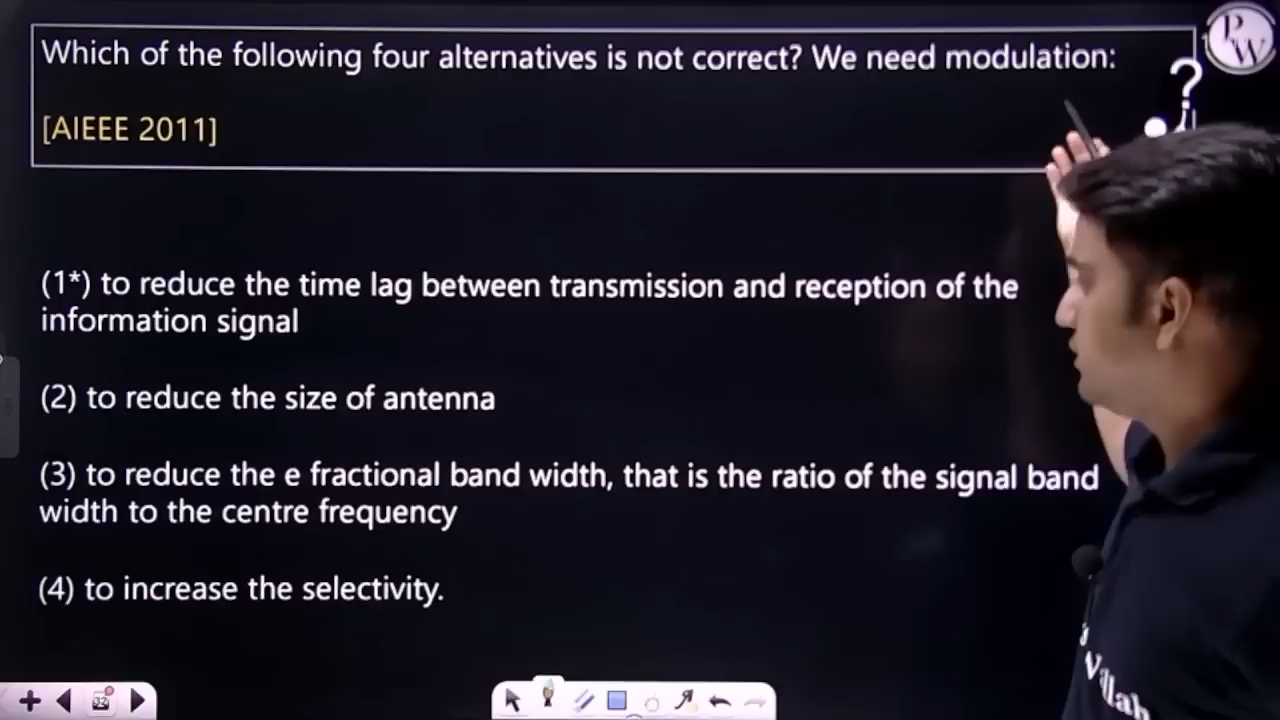 Which of the following four alternatives is not correct? We need modulation:
[AIEEE 2011]
?
P
W
(1*) to reduce the time lag between transmission and reception of the
information signal
(2) to reduce the size of antenna
(3) to reduce the e fractional band width, that is the ratio of the signal band
width to the centre frequency
(4) to increase the selectivity.
32